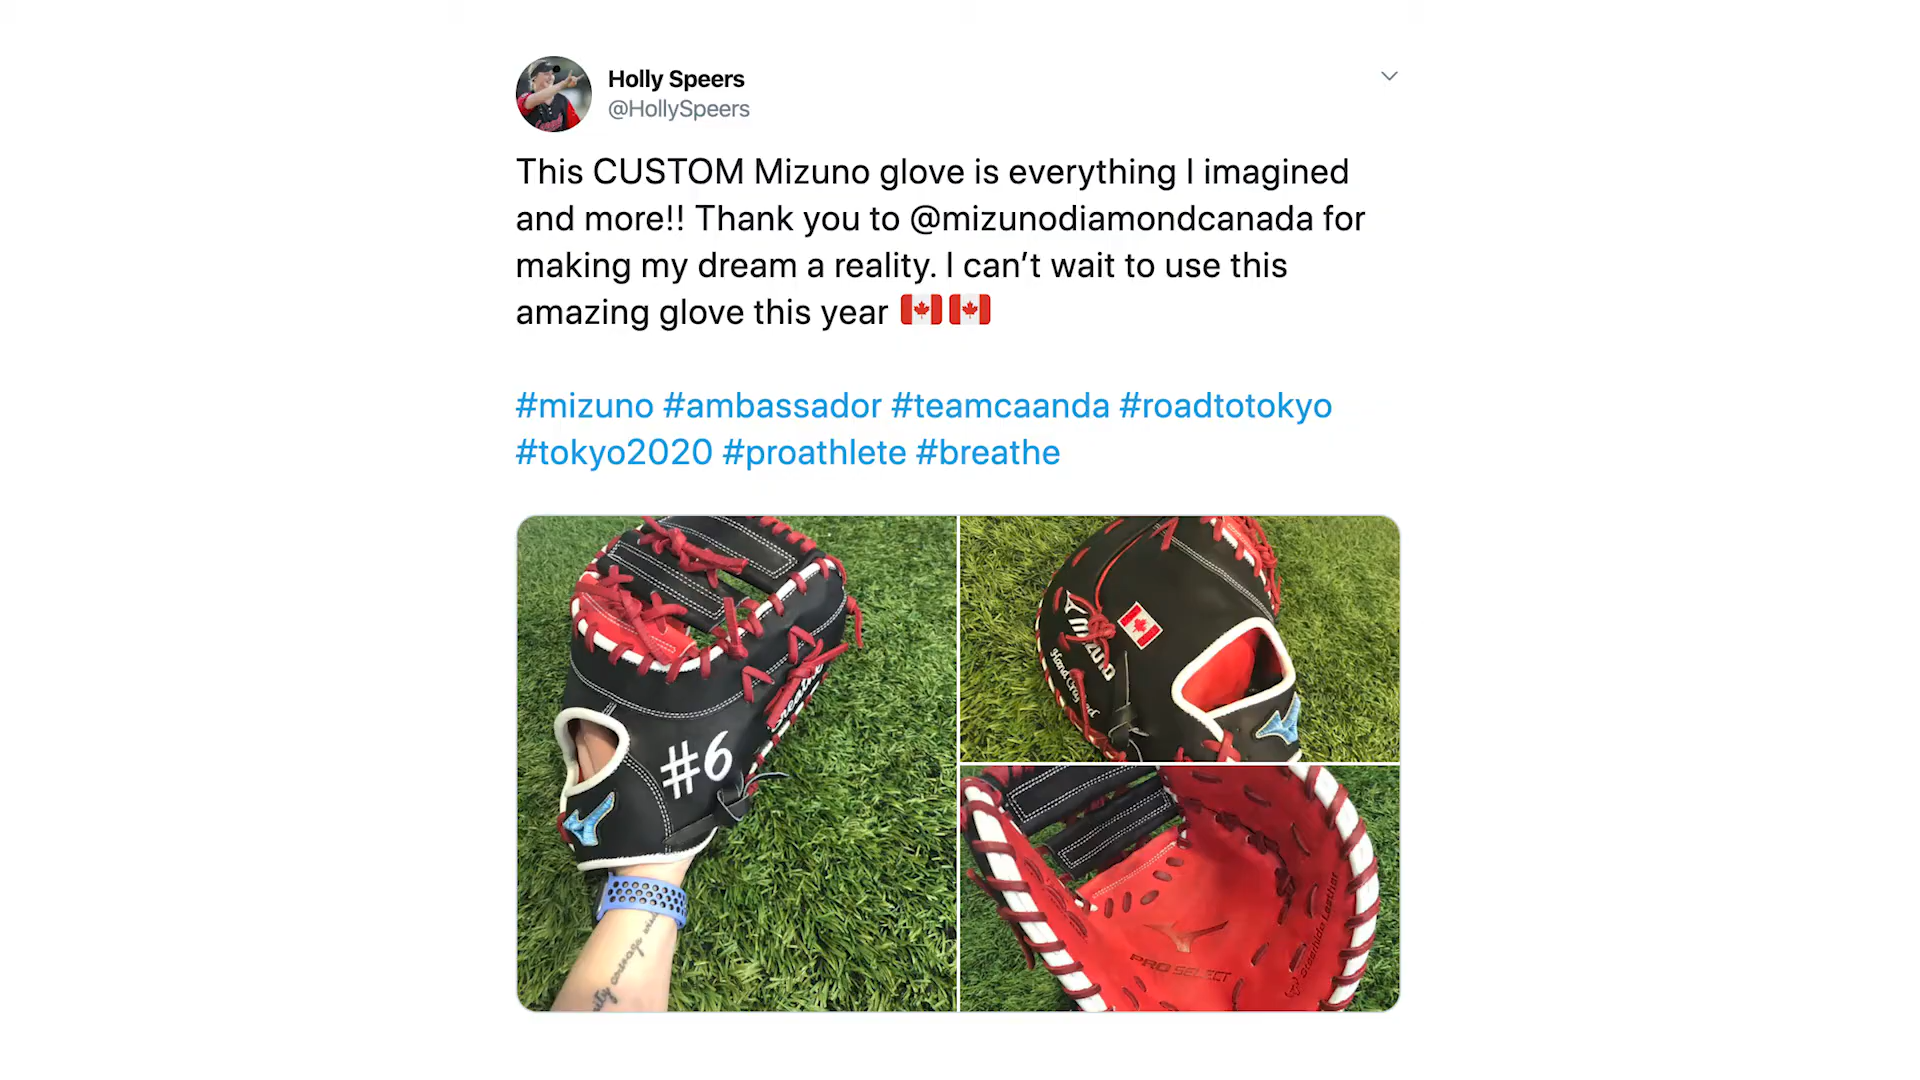 Holly Speers
@HollySpeers
This CUSTOM Mizuno glove is everything I imagined
and more!! Thank you to @mizunodiamondcanada for
making my dream a reality. I can’t wait to use this
amazing glove this year 🇨🇦🇨🇦
#mizuno #ambassador #teamcaanda #roadtotokyo
#tokyo2020 #proathlete #breathe
#6
MIZUNO
PRO SELECT